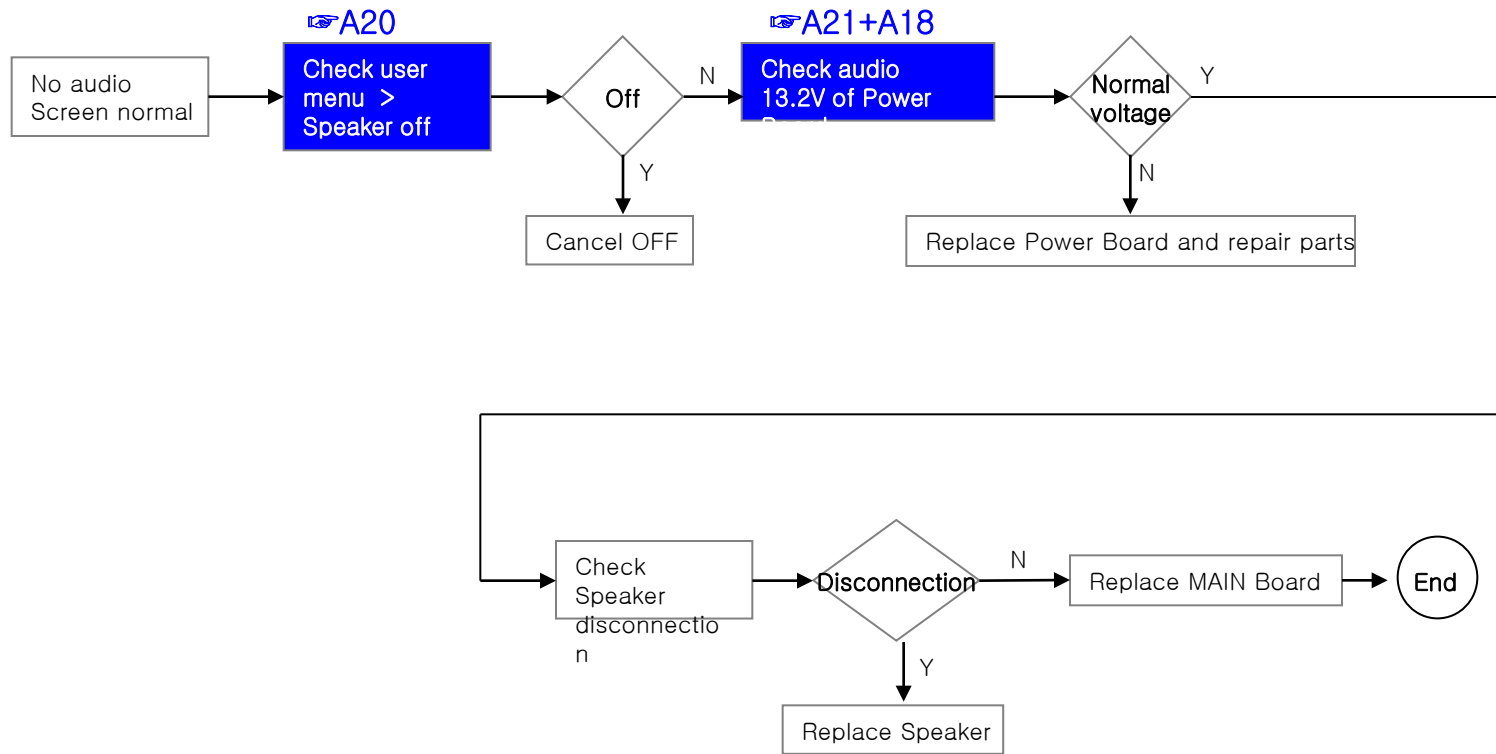 ☞A20
☞A21+A18
No audio
Screen normal
Check user
menu >
Speaker off
Off
N
Check audio
13.2V of Power
Normal
voltage
Y
Y
N
Cancel OFF
Replace Power Board and repair parts
Check
Speaker
disconnectio
n
Disconnection
N
Replace MAIN Board
End
Y
Replace Speaker